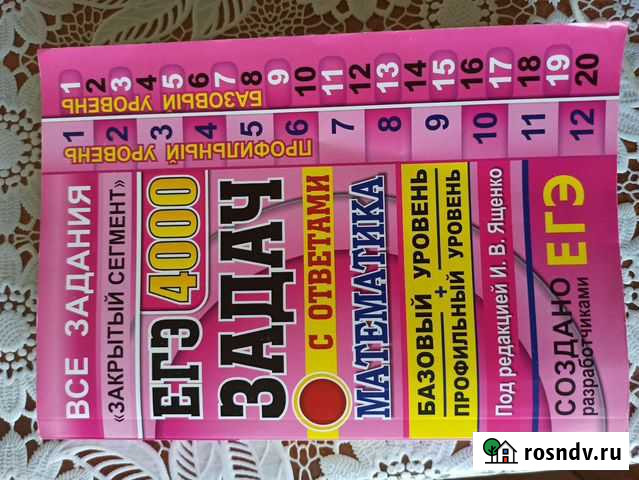 ВСЕ ЗАДАНИЯ
«ЗАКРЫТЫЙ СЕГМЕНТ»
ЕГЭ 4000
ЗАДАЧ
С ОТВЕТАМИ
МАТЕМАТИКА
БАЗОВЫЙ УРОВЕНЬ
+
ПРОФИЛЬНЫЙ УРОВЕНЬ
Под редакцией И. В. Ященко
СОЗДАНО
разработчиками
ЕГЭ
ПРОФИЛЬНЫЙ УРОВЕНЬ
1 2 3 4 5 6 7 8 9 10 11 12
БАЗОВЫЙ УРОВЕНЬ
1 2 3 4 5 6 7 8 9 10 11 12 13 14 15 16 17 18 19 20
rosndv.ru